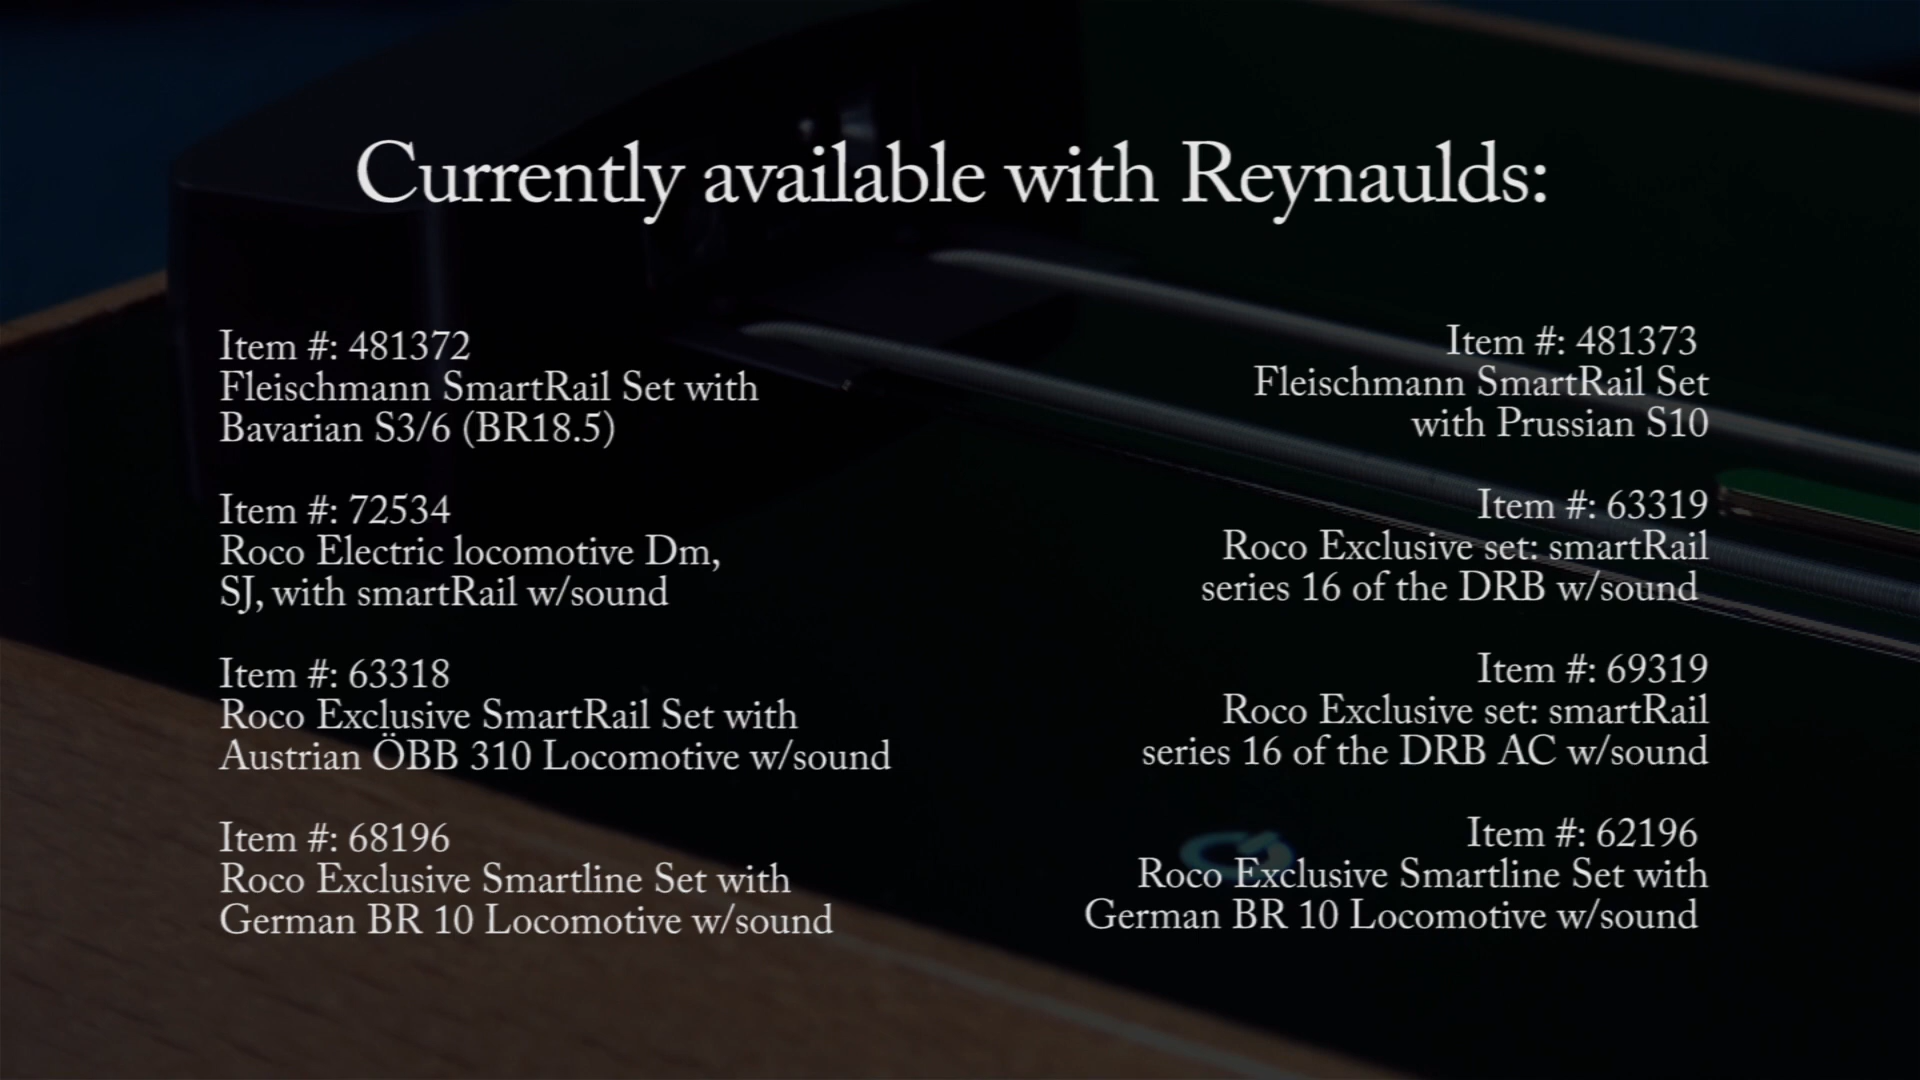 Currently available with Reynaulds:
Item #: 481372
Fleischmann SmartRail Set with
Bavarian S3/6 (BR18.5)
Item #: 72534
Roco Electric locomotive Dm,
SJ, with smartRail w/sound
Item #: 63318
Roco Exclusive SmartRail Set with
Austrian ÖBB 310 Locomotive w/sound
Item #: 68196
Roco Exclusive Smartline Set with
German BR 10 Locomotive w/sound
Item #: 481373
Fleischmann SmartRail Set
with Prussian S10
Item #: 63319
Roco Exclusive set: smartRail
series 16 of the DRB w/sound
Item #: 69319
Roco Exclusive set: smartRail
series 16 of the DRB AC w/sound
Item #: 62196
Roco Exclusive Smartline Set with
German BR 10 Locomotive w/sound